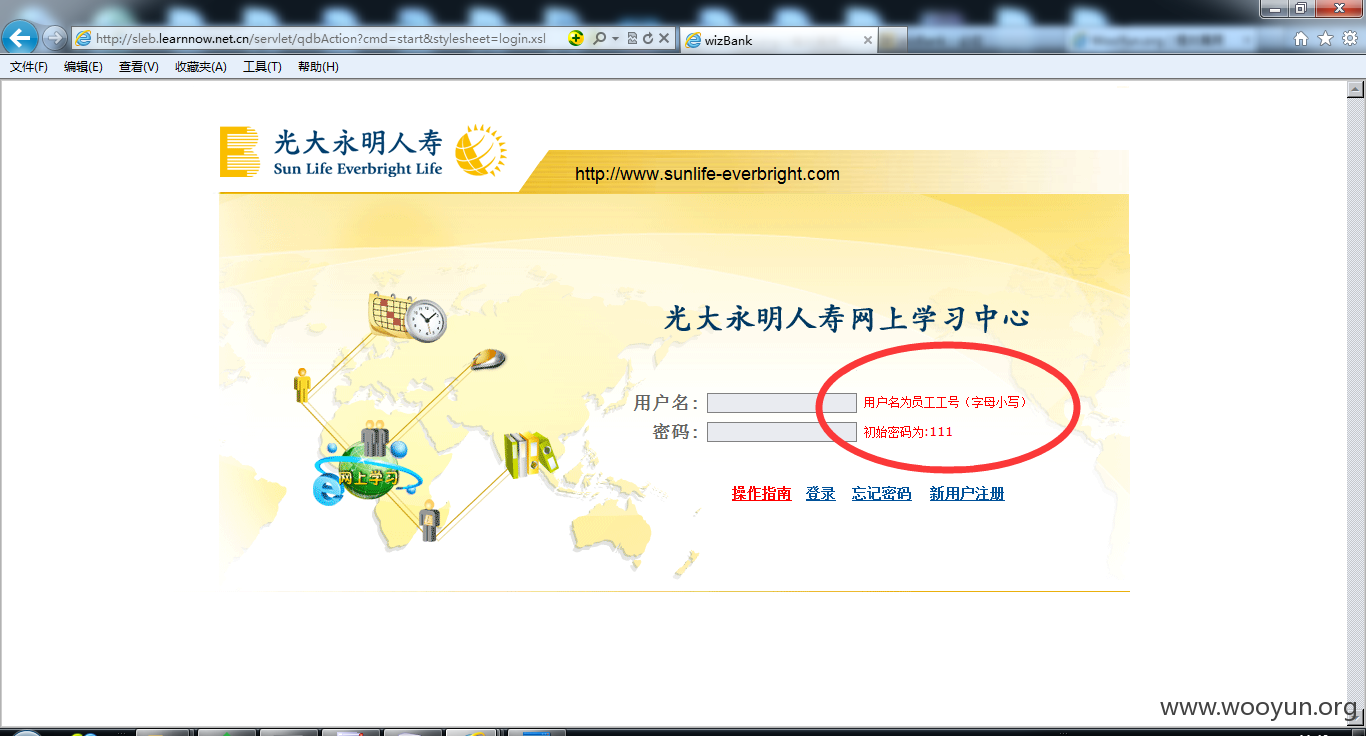 http://sleb.learnnow.net.cn/servlet/qdbAction?cmd=start&stylesheet=login.xsl
wizBank
文件(F) 编辑(E) 查看(V) 收藏夹(A) 工具(T) 帮助(H)
光大永明人寿
Sun Life Everbright Life
http://www.sunlife-everbright.com
光大永明人寿网上学习中心
用户名: 用户名为员工工号（字母小写）
密码: 初始密码为:111
网上学习
操作指南 登录 忘记密码 新用户注册
www.wooyun.org